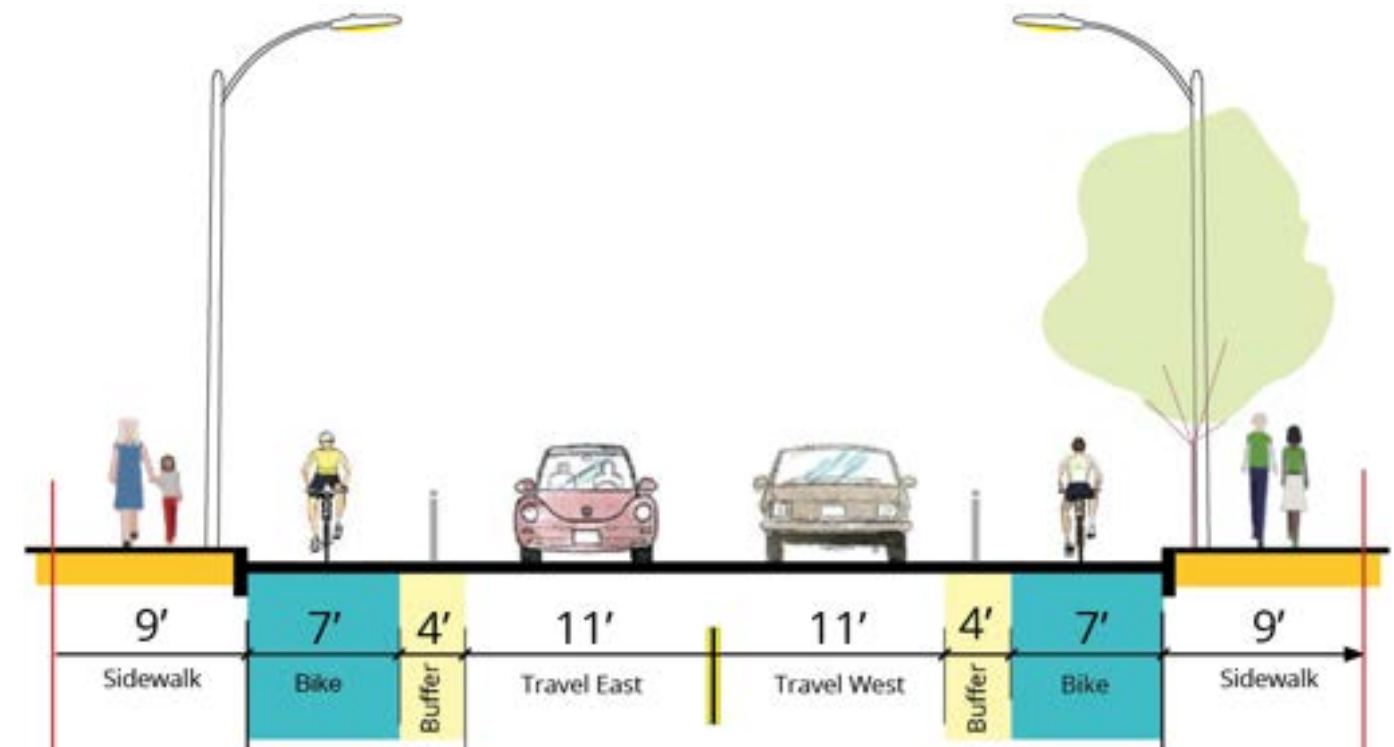 9’ 7’ 4’ 11’ 11’ 4’ 7’ 9’
Sidewalk Bike Buffer Travel East Travel West Buffer Bike Sidewalk